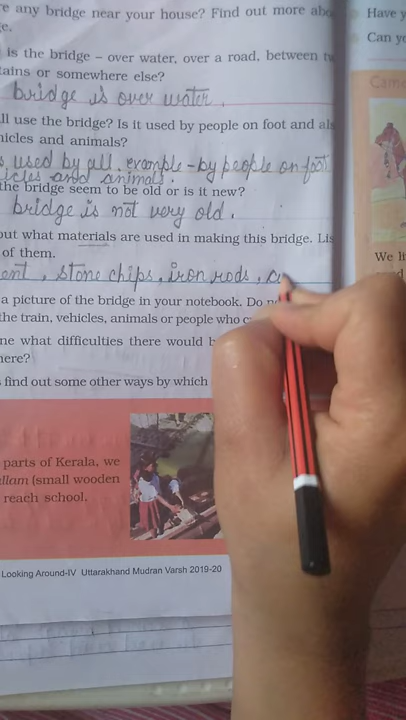 e any bridge near your house? Find out more abo
e.
is the bridge – over water, over a road, between
tains or somewhere else?
bridge is over water.
ll use the bridge? Is it used by people on foot and als
hicles and animals?
s used by all. example - by people on foot
icles and animals.
the bridge seem to be old or is it new?
bridge is not very old.
out what materials are used in making this bridge. Lis
of them.
ent, stone chips, iron rods,
a picture of the bridge in your notebook. Do
the train, vehicles, animals or people who
ne what difficulties there would b
here?
find out some other ways by which
parts of Kerala, we
llam (small wooden
reach school.
Looking Around-IV Uttarakhand Mudran Varsh 2019-20
Have y
Can yo
Came
We li